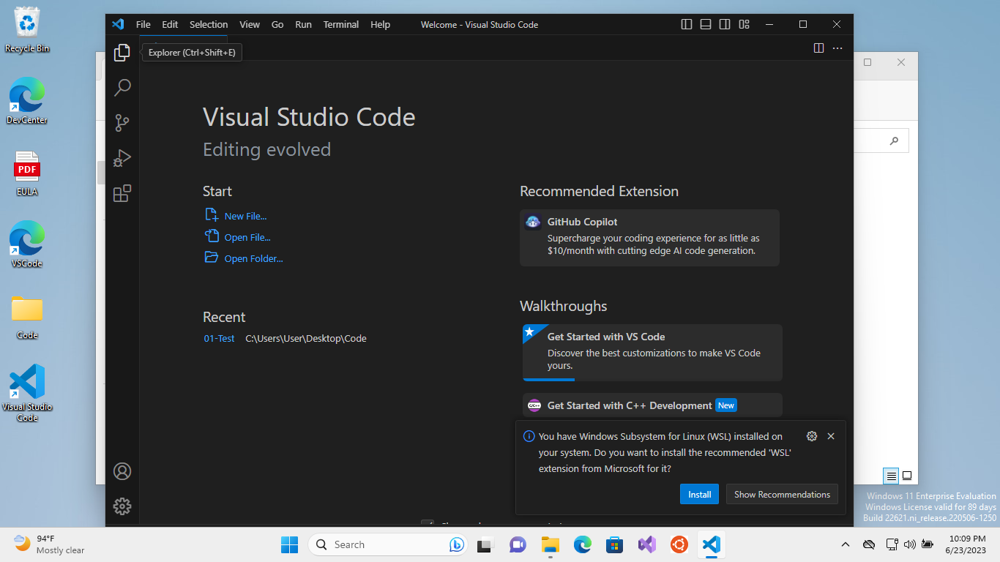 Recycle Bin
DevCenter
PDF
EULA
VSCode
Code
Visual Studio
Code
File Edit Selection View Go Run Terminal Help
Welcome - Visual Studio Code
Explorer (Ctrl+Shift+E)
Visual Studio Code
Editing evolved
Start
New File...
Open File...
Open Folder...
Recent
01-Test C:\Users\User\Desktop\Code
Recommended Extension
GitHub Copilot
Supercharge your coding experience for as little as
$10/month with cutting edge AI code generation.
Walkthroughs
Get Started with VS Code
Discover the best customizations to make VS Code
yours.
C/C++
Get Started with C++ Development New
You have Windows Subsystem for Linux (WSL) installed on
your system. Do you want to install the recommended 'WSL'
extension from Microsoft for it?
Install Show Recommendations
Windows 11 Enterprise Evaluation
Windows License valid for 89 days
Build 22621.ni_release.220506-1250
94°F
Mostly clear
Search
10:09 PM
6/23/2023